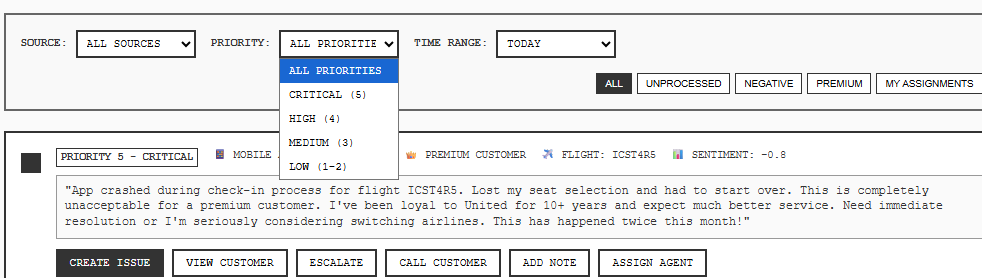 SOURCE: ALL SOURCES PRIORITY: ALL PRIORITIE TIME RANGE: TODAY
ALL PRIORITIES
CRITICAL (5)
HIGH (4)
MEDIUM (3)
LOW (1-2)
ALL UNPROCESSED NEGATIVE PREMIUM MY ASSIGNMENTS
PRIORITY 5 - CRITICAL MOBILE PREMIUM CUSTOMER FLIGHT: ICST4R5 SENTIMENT: -0.8
"App crashed during check-in process for flight ICST4R5. Lost my seat selection and had to start over. This is completely
unacceptable for a premium customer. I've been loyal to United for 10+ years and expect much better service. Need immediate
resolution or I'm seriously considering switching airlines. This has happened twice this month!"
CREATE ISSUE VIEW CUSTOMER ESCALATE CALL CUSTOMER ADD NOTE ASSIGN AGENT